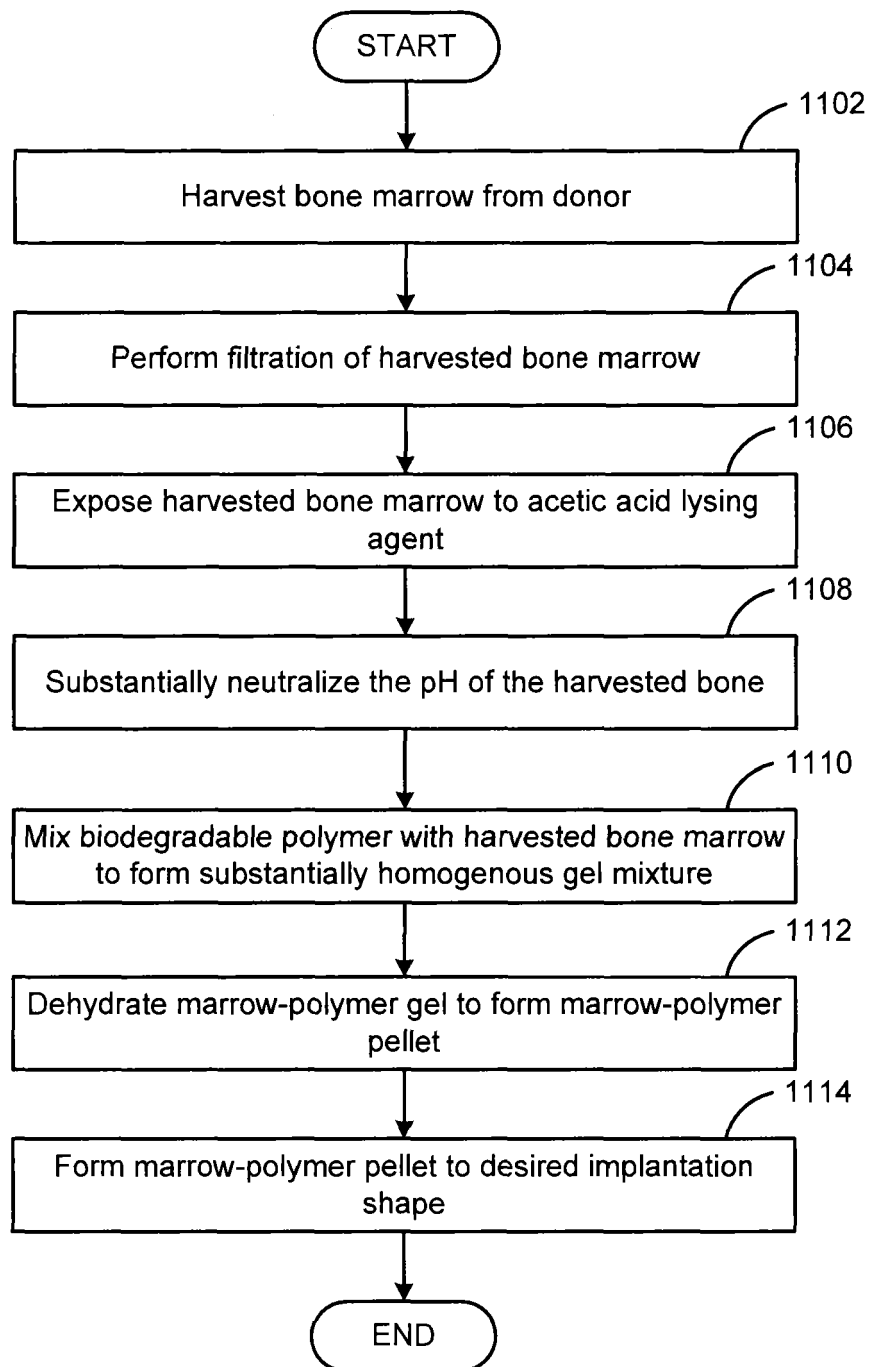 START
1102
Harvest bone marrow from donor
1104
Perform filtration of harvested bone marrow
1106
Expose harvested bone marrow to acetic acid lysing
agent
1108
Substantially neutralize the pH of the harvested bone
1110
Mix biodegradable polymer with harvested bone marrow
to form substantially homogenous gel mixture
1112
Dehydrate marrow-polymer gel to form marrow-polymer
pellet
1114
Form marrow-polymer pellet to desired implantation
shape
END